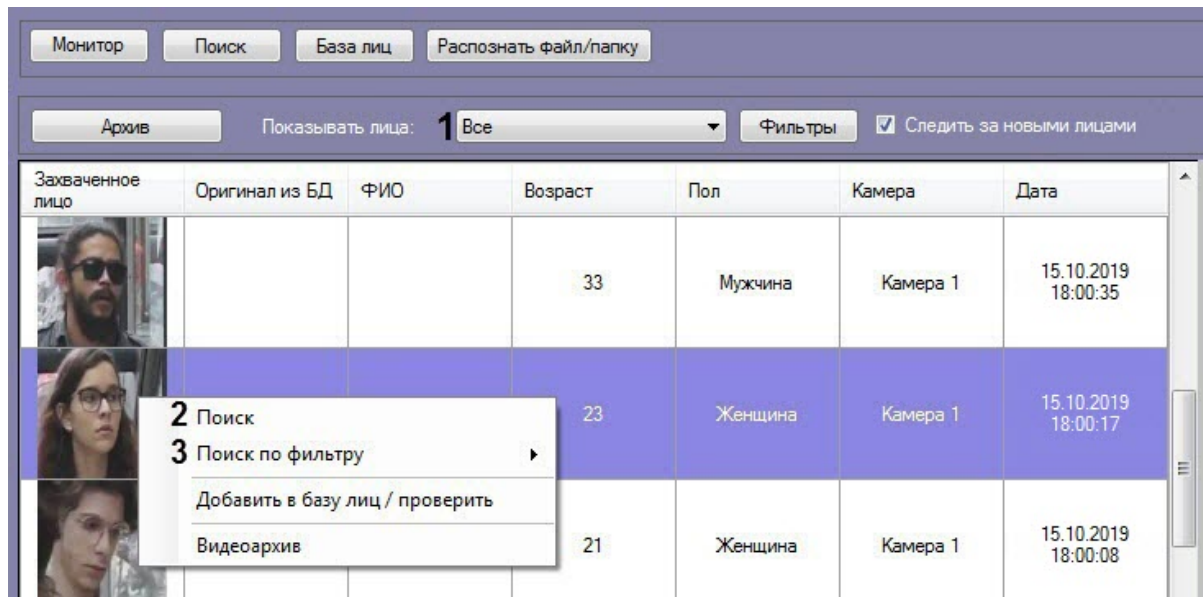 Монитор Поиск База лиц Распознать файл/папку
Архив Показывать лица: 1 Все Фильтры Следить за новыми лицами
Захваченное
лицо
Оригинал из БД ФИО Возраст Пол Камера Дата
33 Мужчина Камера 1 15.10.2019
18:00:35
23 Женщина Камера 1 15.10.2019
18:00:17
2 Поиск
3 Поиск по фильтру
Добавить в базу лиц / проверить
Видеоархив
21 Женщина Камера 1 15.10.2019
18:00:08